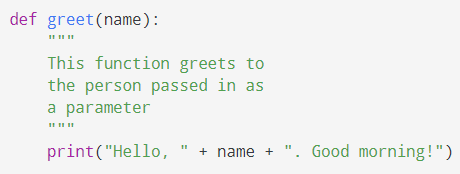 def greet(name):
    """
    This function greets to
    the person passed in as
    a parameter
    """
    print("Hello, " + name + ". Good morning!")